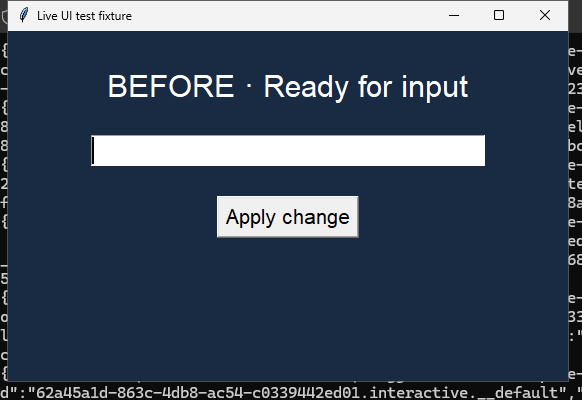 Live UI test fixture
BEFORE · Ready for input
Apply change
d":"62a45a1d-863c-4db8-ac54-c0339442ed01.interactive.__default","